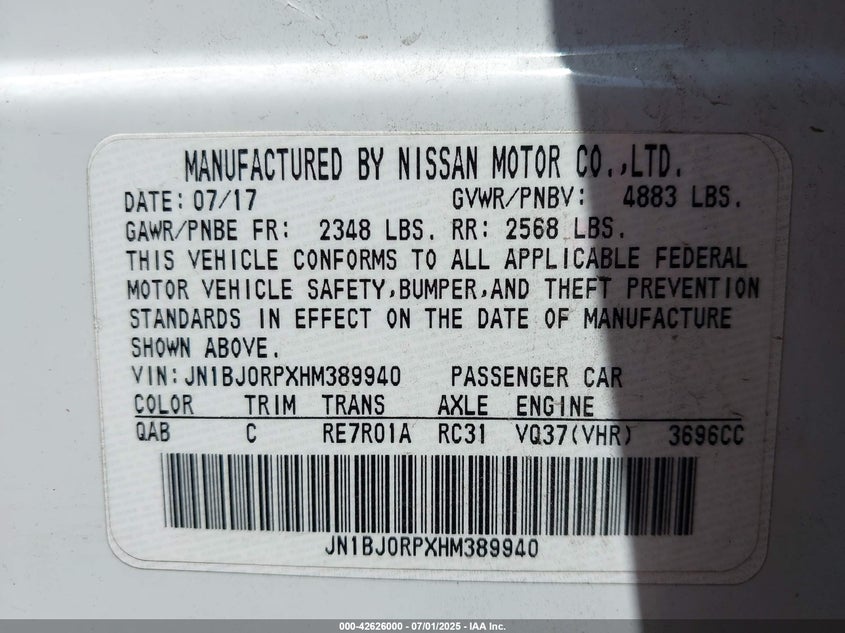 MANUFACTURED BY NISSAN MOTOR CO.,LTD.
DATE: 07/17 GVWR/PNBV: 4883 LBS.
GAWR/PNBE FR: 2348 LBS. RR: 2568 LBS.
THIS VEHICLE CONFORMS TO ALL APPLICABLE FEDERAL
MOTOR VEHICLE SAFETY,BUMPER,AND THEFT PREVENTION
STANDARDS IN EFFECT ON THE DATE OF MANUFACTURE
SHOWN ABOVE.
VIN:JN1BJ0RPXHM389940 PASSENGER CAR
COLOR TRIM TRANS AXLE ENGINE
QAB C RE7R01A RC31 VQ37(VHR) 3696CC
JN1BJ0RPXHM389940
000-42626000 - 07/01/2025 - IAA Inc.